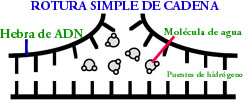 ROTURA SIMPLE DE CADENA
Hebra de ADN
Molécula de agua
Puentes de hidrógeno